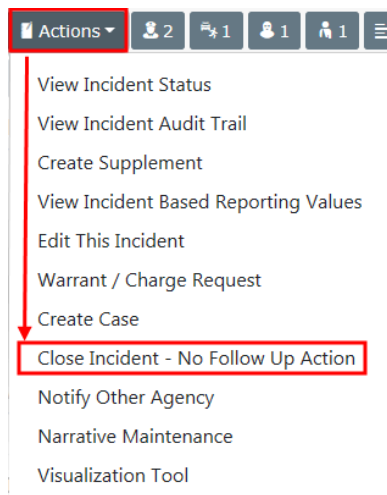 Actions 2 1 1 1
View Incident Status
View Incident Audit Trail
Create Supplement
View Incident Based Reporting Values
Edit This Incident
Warrant / Charge Request
Create Case
Close Incident - No Follow Up Action
Notify Other Agency
Narrative Maintenance
Visualization Tool